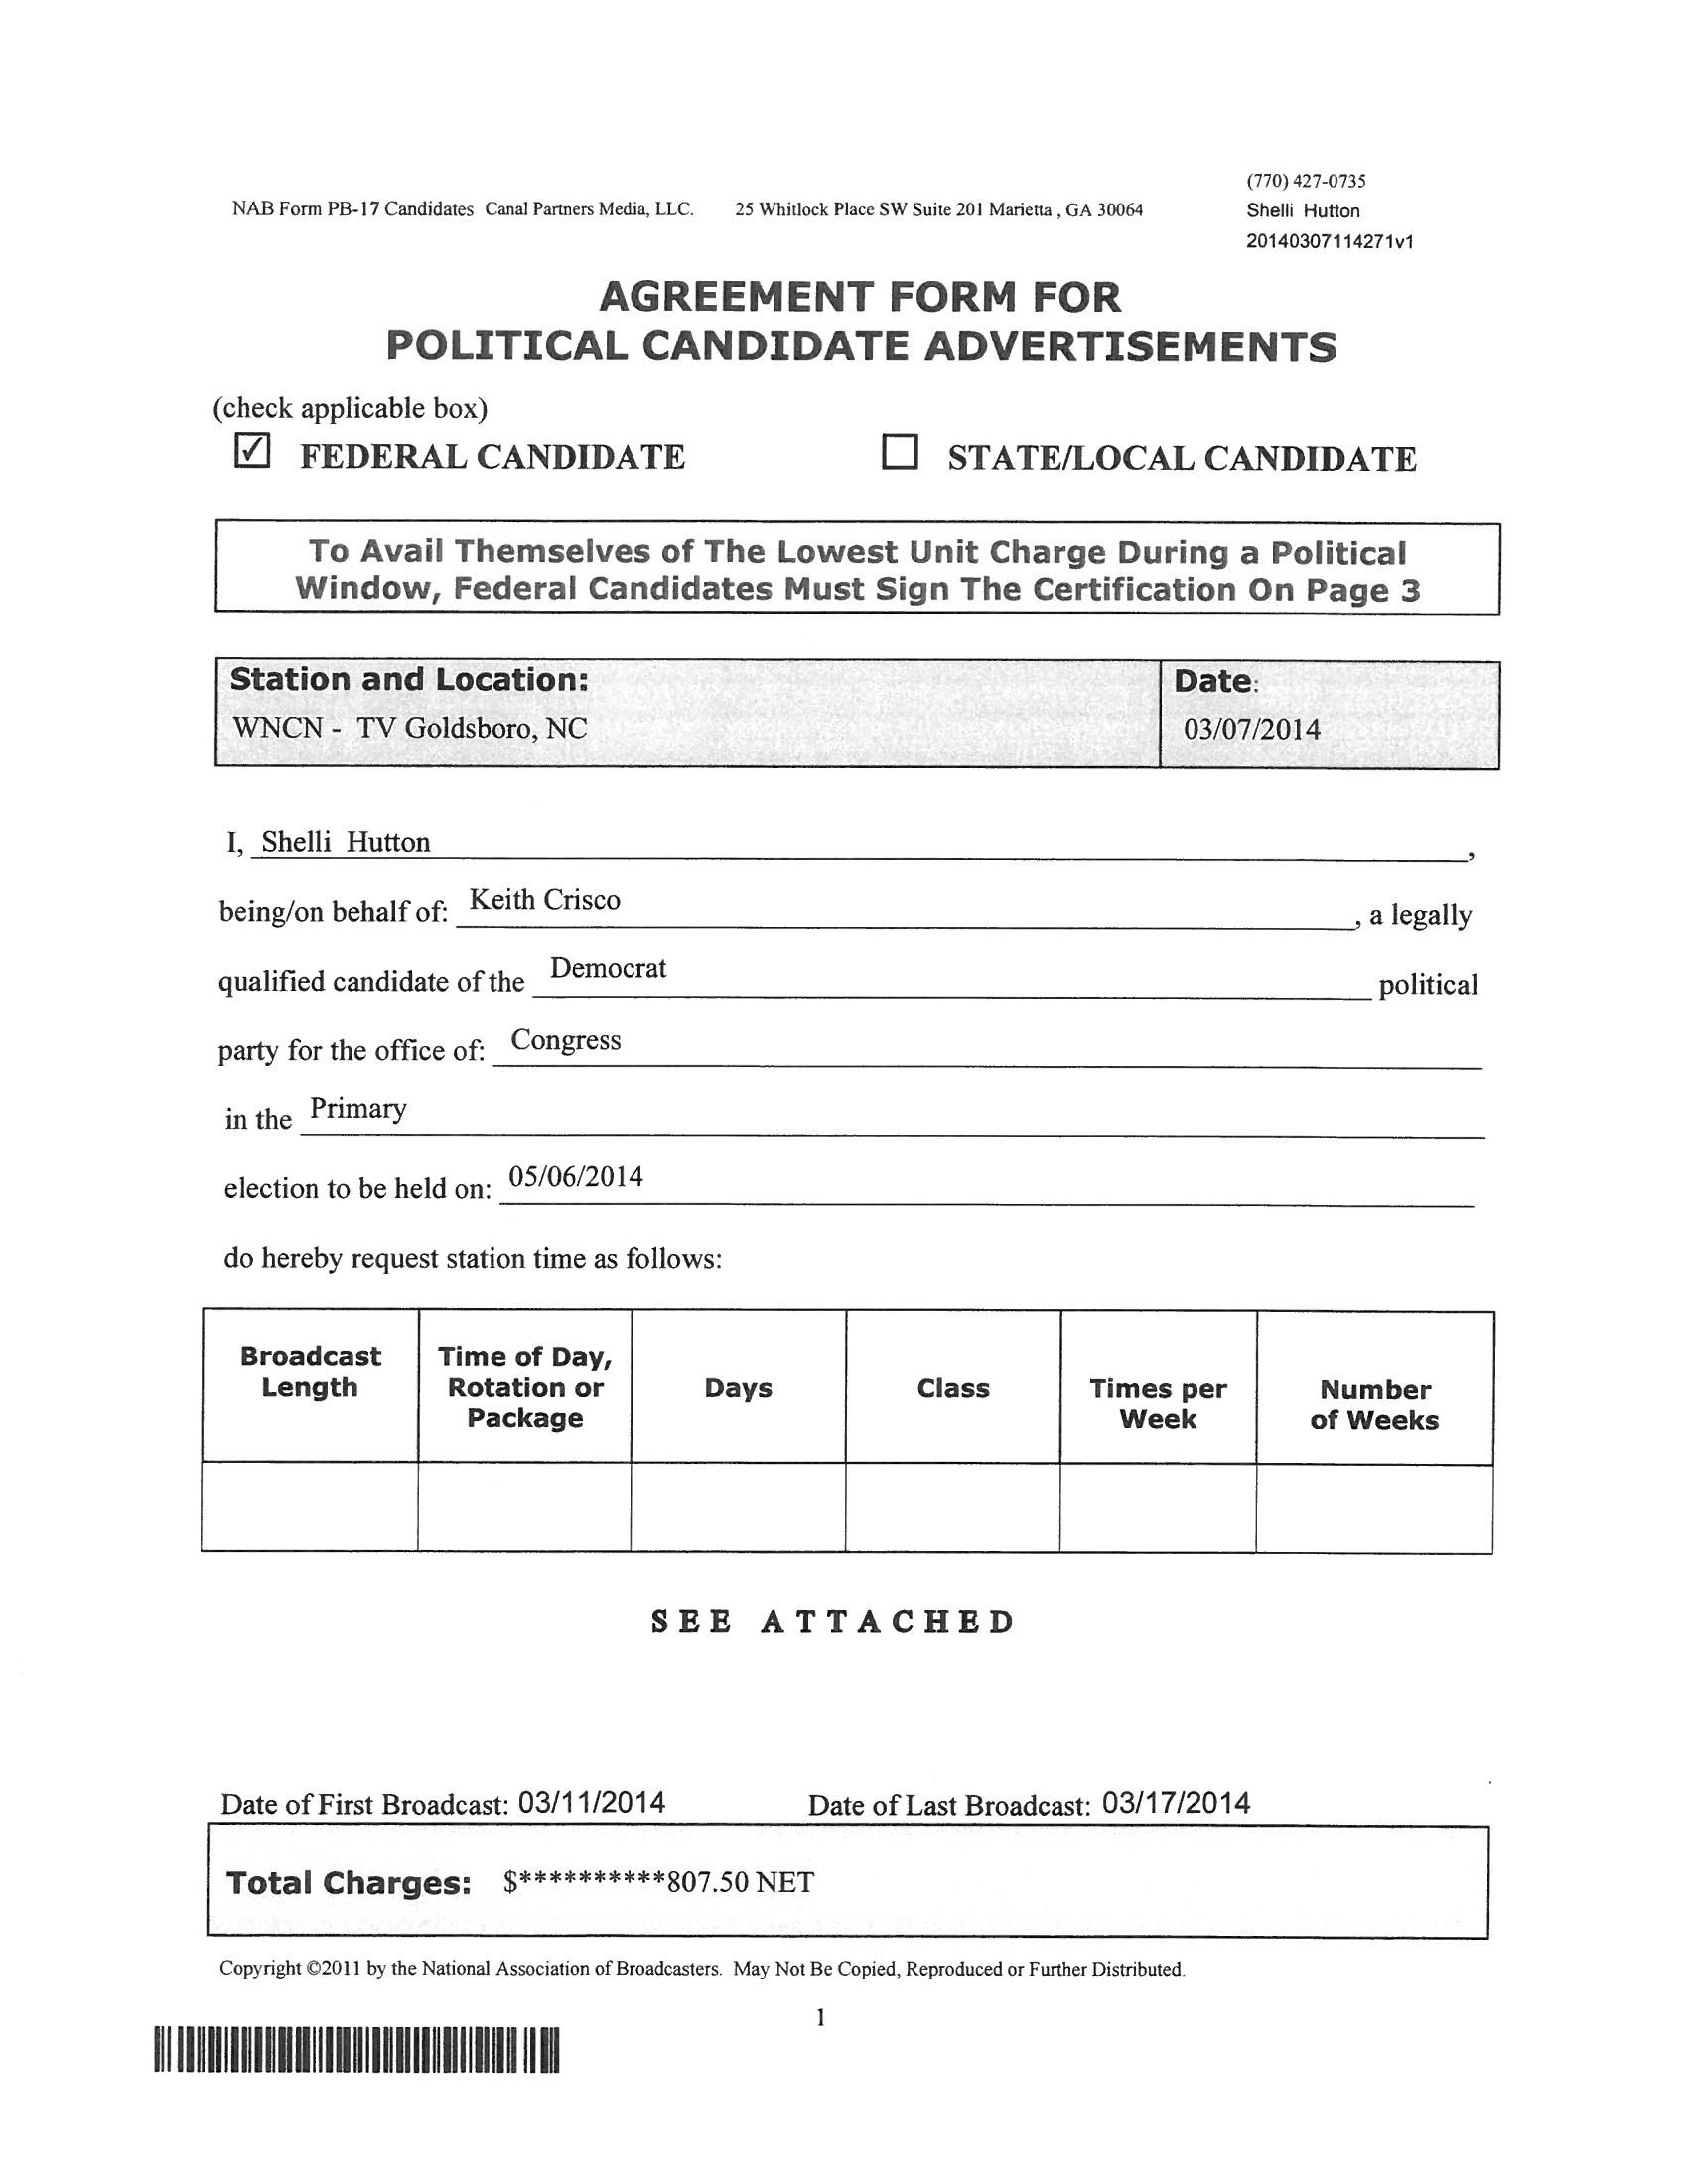 (770) 427-0735
NAB Form PB-17 Candidates Canal Partners Media, LLC. 25 Whitlock Place SW Suite 201 Marietta , GA 30064
Shelli Hutton
20140307114271v1
AGREEMENT FORM FOR
POLITICAL CANDIDATE ADVERTISEMENTS
(check applicable box)
☑ FEDERAL CANDIDATE ☐ STATE/LOCAL CANDIDATE
To Avail Themselves of The Lowest Unit Charge During a Political
Window, Federal Candidates Must Sign The Certification On Page 3
Station and Location: Date:
WNCN - TV Goldsboro, NC 03/07/2014
I, Shelli Hutton ,
being/on behalf of: Keith Crisco , a legally
qualified candidate of the Democrat political
party for the office of: Congress
in the Primary
election to be held on: 05/06/2014
do hereby request station time as follows:
Broadcast Length
Time of Day, Rotation or Package
Days
Class
Times per Week
Number of Weeks
SEE ATTACHED
Date of First Broadcast: 03/11/2014 Date of Last Broadcast: 03/17/2014
Total Charges: $**********807.50 NET
Copyright ©2011 by the National Association of Broadcasters. May Not Be Copied, Reproduced or Further Distributed.
1